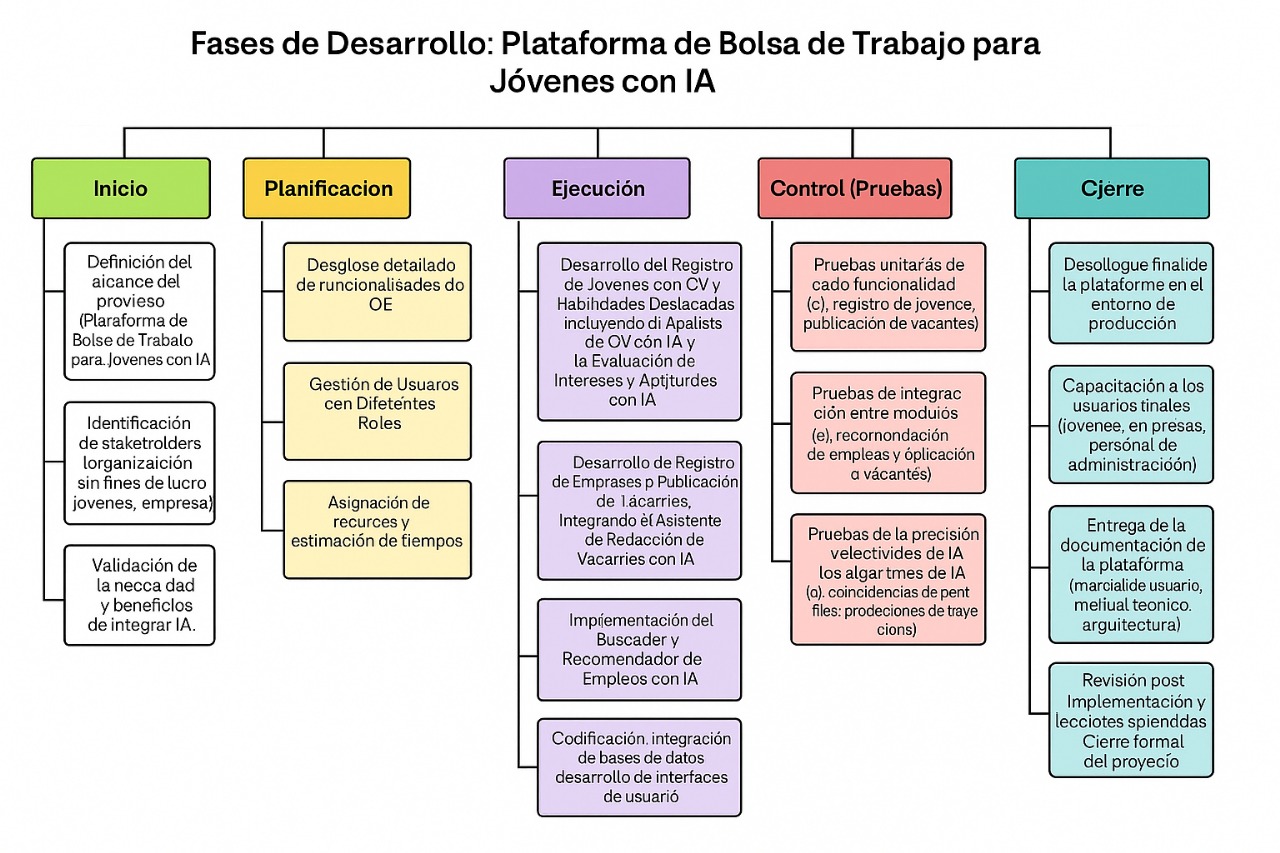 Fases de Desarrollo: Plataforma de Bolsa de Trabajo para
Jóvenes con IA
Inicio
Definición del
aicance del
provieso
(Plaraforma de
Bolse de Trabalo
para.Jovenes con IA
Identificación
de staketrolders
lorganizaición
sin fines de lucro
jovenes, empresa)
Validación de
la necca dad
y beneficlos
de integrar IA.
Planificacion
Desglose detailado
de runcionalisades do
OE
Gestión de Usuaros
cen Difetentes
Roles
Asignación de
recurces y
estimación de tiempos
Ejecución
Desarrollo del Registro
de Jovenes con CV y
Habihdades Deslacadas
incluyendo di Apalists
de OV cón IA y
la Evaluación de
Intereses y Aptjturdes
con IA
Desarrollo de Registro
de Emprases p Publicación
de 1.ácarries,
Integrando él Asistente
de Redacción de
Vacarries con IA
Implementación del
Buscader y
Recomendador de
Empleos con IA
Codificación. integración
de bases de datos
desarrollo de interfaces
de usuarió
Control (Pruebas)
Pruebas unitarás de
cado funcionalidad
(c), registro de jovence,
publicación de vacantes)
Pruebas de integrac
ción entre moduios
(e), recornondación
de empleas y óplicación
a vácantés)
Pruebas de la precisión
velectivides de IA
los algar tmes de IA
(o). coincidencias de pent
files: prodeciones de traye
cions)
Cjerre
Desollogue finalide
la plataforme en el
entorno de
producción
Capacitación a los
usuarios tinales
(jovenee, en presas,
persónal de
administracióón)
Entrega de la
documentación de
la platafórma
(marcialide usuario,
meliual teonico.
arguitectura)
Revisión post
Implementación y
lecciotes spienddas
Cierre formal
del proyecío